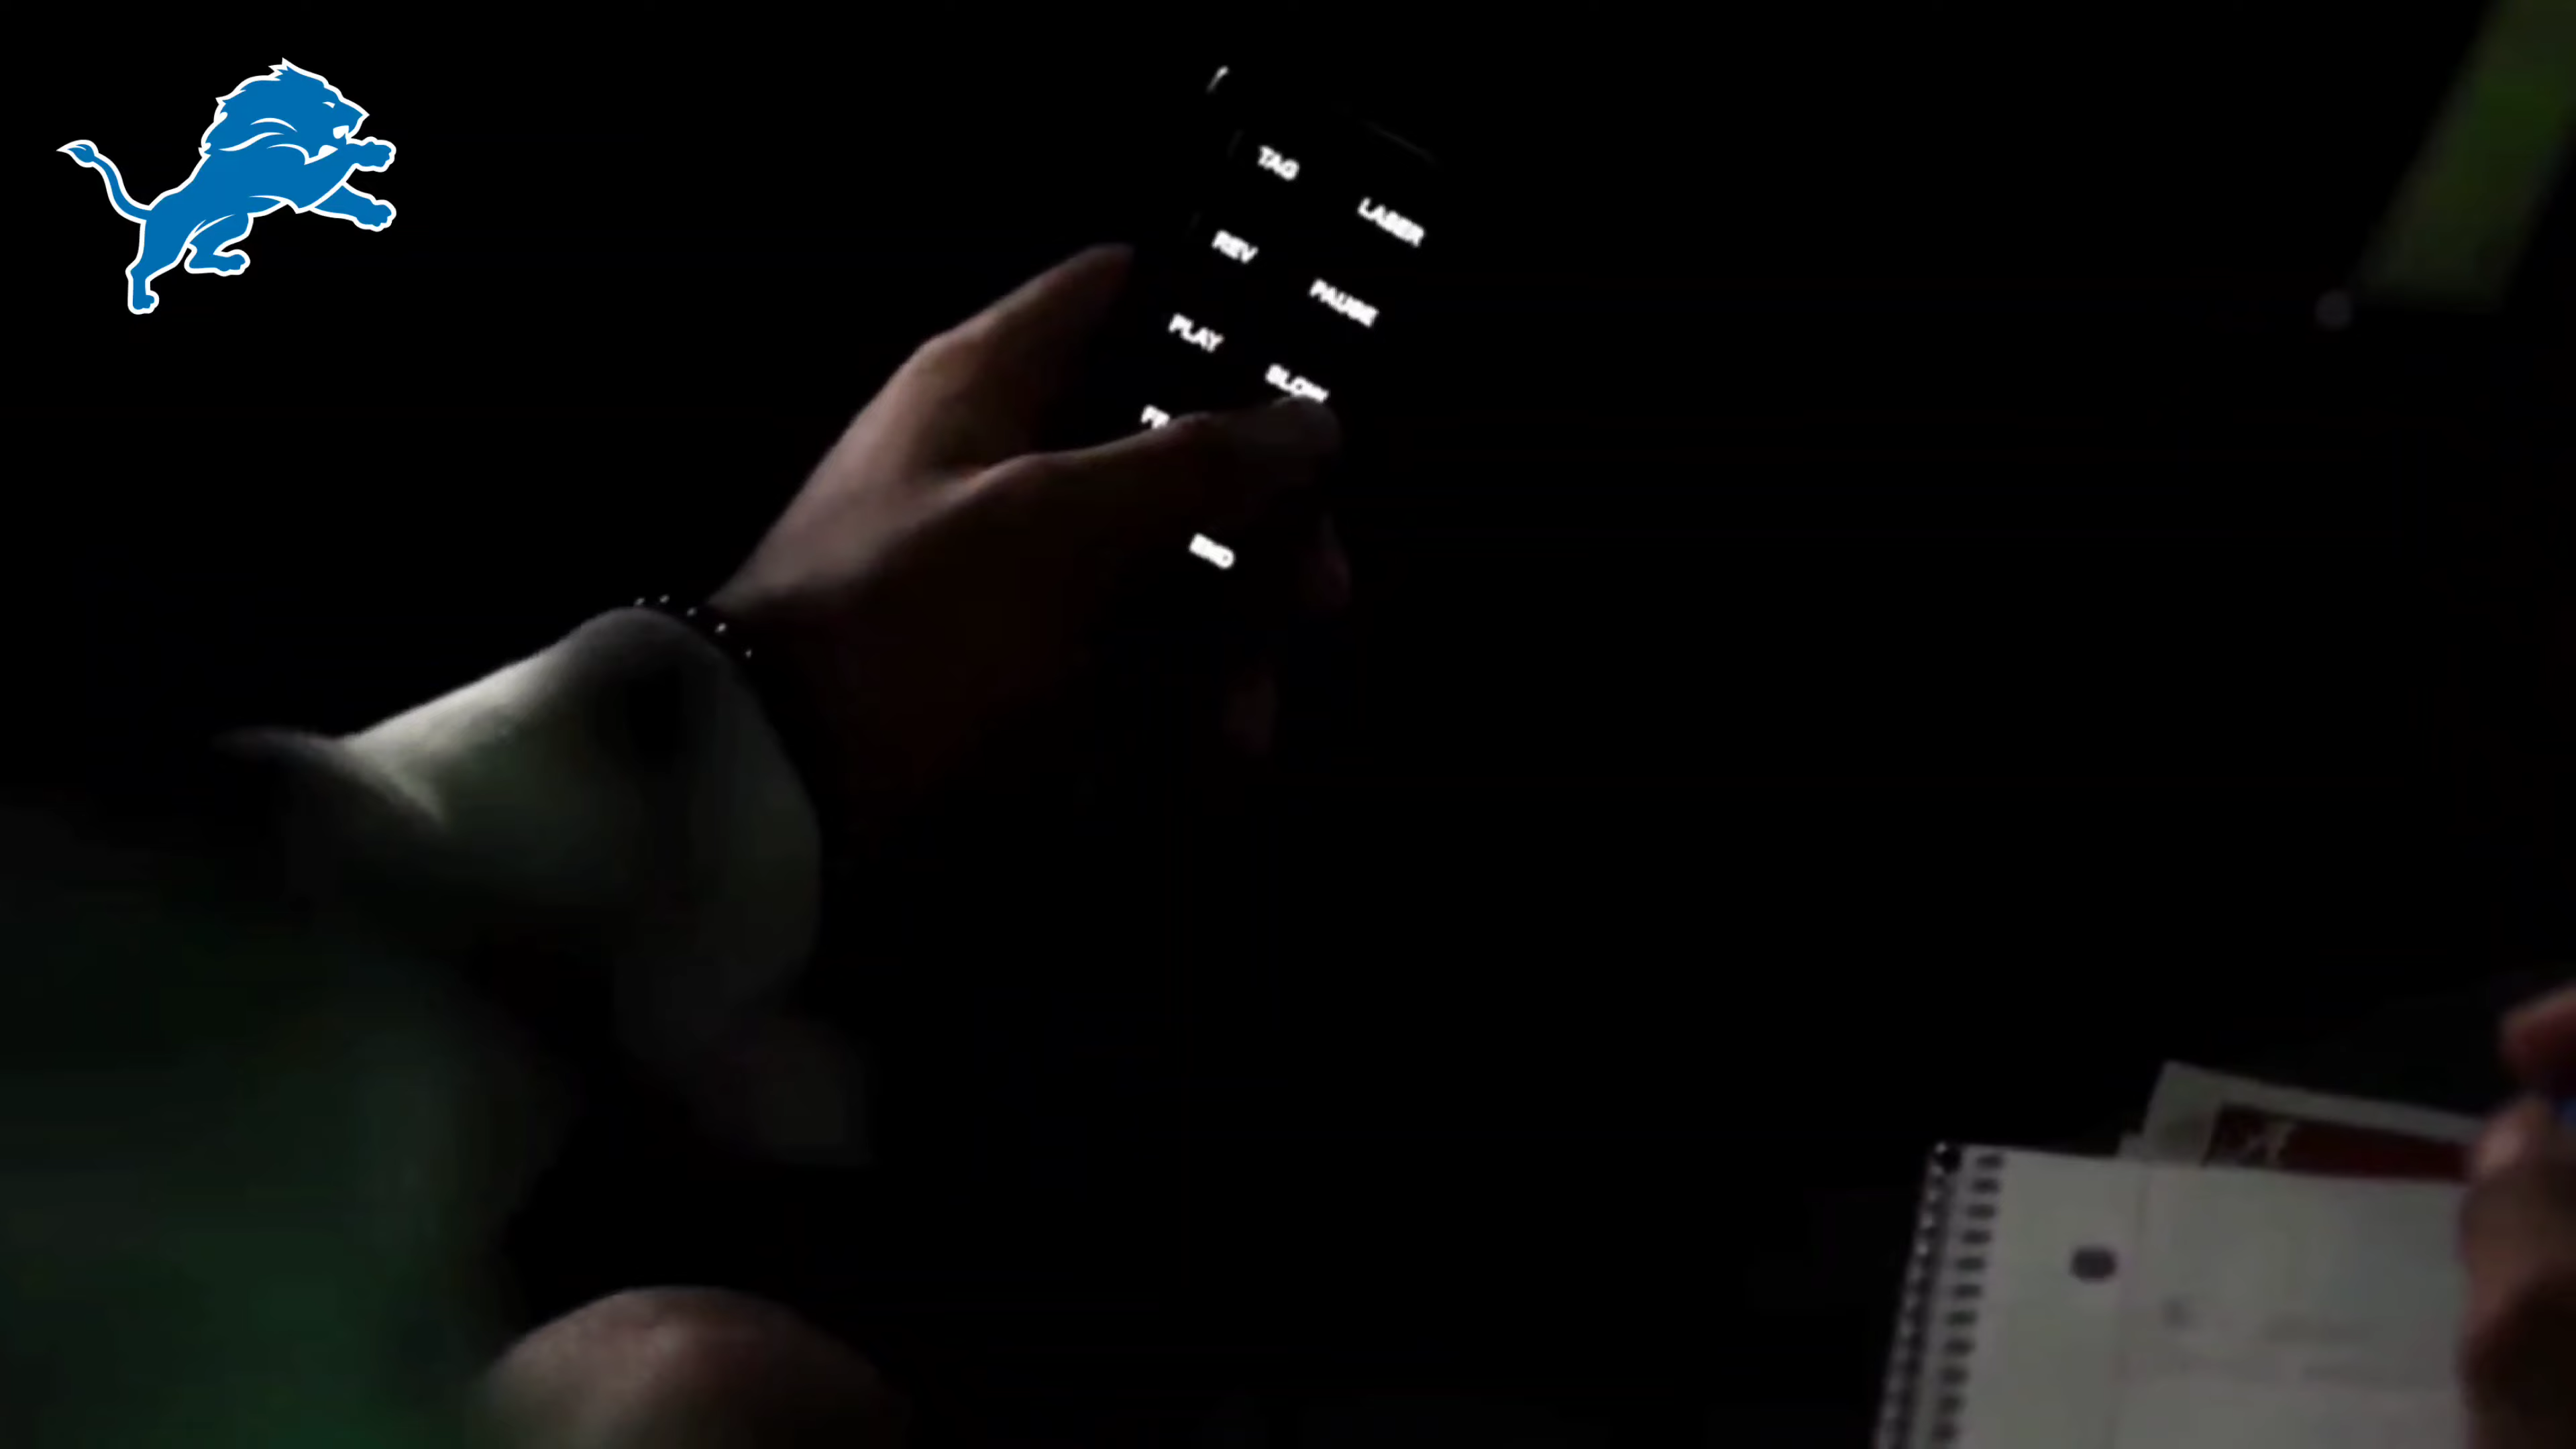 TAG
LASER
REV
PAUSE
PLAY
SLOW
END